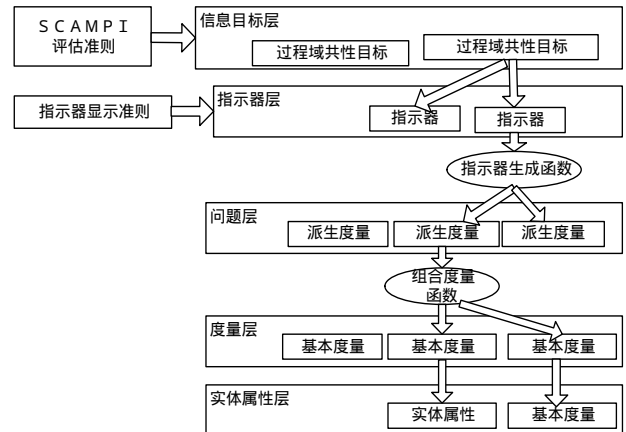 ＳＣＡＭＰＩ
评估准则
信息目标层
过程域共性目标
过程域共性目标
指示器显示准则
指示器层
指示器
指示器
指示器生成函数
问题层
派生度量
派生度量
派生度量
组合度量
函数
度量层
基本度量
基本度量
基本度量
实体属性层
实体属性
基本度量